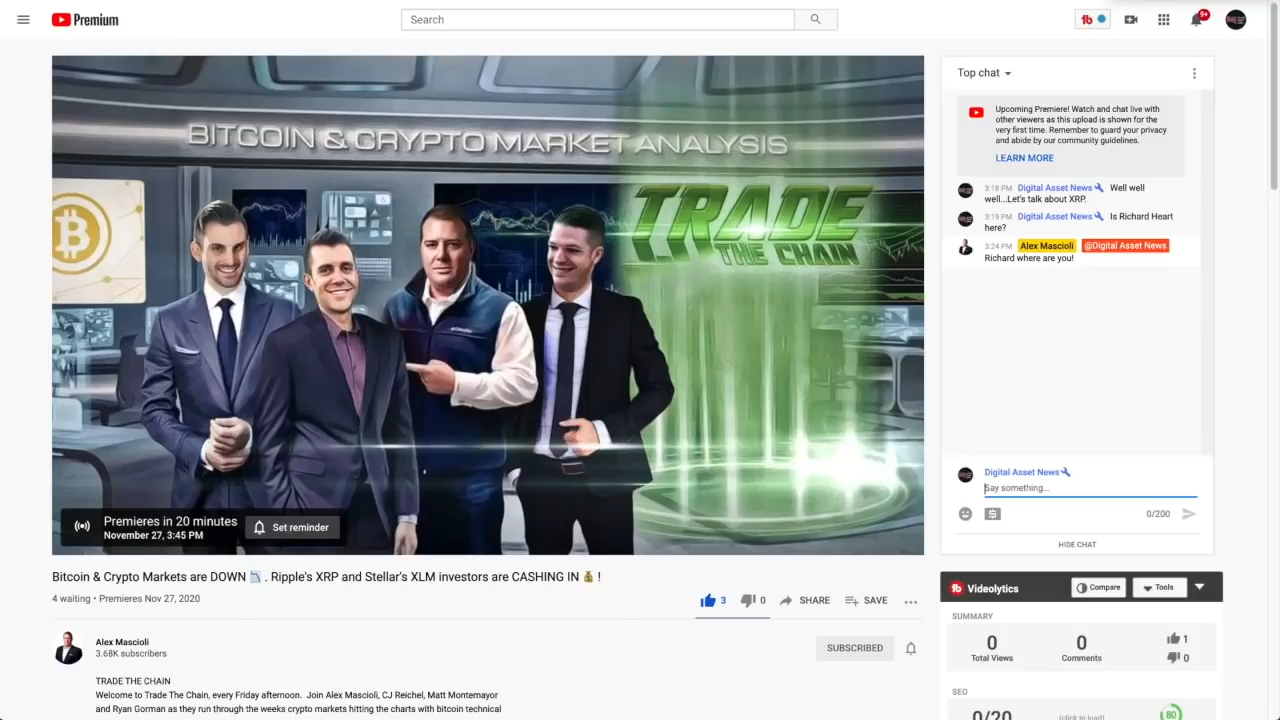 Premium
Search
9+
BITCOIN & CRYPTO MARKET ANALYSIS
TRADE
THE CHAIN
Premieres in 20 minutes
November 27, 3:45 PM
Set reminder
Bitcoin & Crypto Markets are DOWN 📉 . Ripple's XRP and Stellar's XLM investors are CASHING IN 💰 !
4 waiting • Premieres Nov 27, 2020
3
0
SHARE
SAVE
Alex Mascioli
3.68K subscribers
SUBSCRIBED
TRADE THE CHAIN
Welcome to Trade The Chain, every Friday afternoon. Join Alex Mascioli, CJ Reichel, Matt Montemayor
and Ryan Gorman as they run through the weeks crypto markets hitting the charts with bitcoin technical
Top chat
Upcoming Premiere! Watch and chat live with
other viewers as this upload is shown for the
very first time. Remember to guard your privacy
and abide by our community guidelines.
LEARN MORE
3:18 PM Digital Asset News Well well
well...Let's talk about XRP.
3:19 PM Digital Asset News Is Richard Heart
here?
3:24 PM Alex Mascioli @Digital Asset News
Richard where are you!
Digital Asset News
Say something...
0/200
HIDE CHAT
Videolytics
Compare
Tools
SUMMARY
0
Total Views
0
Comments
1
0
SEO
0/20
(click to load)
80